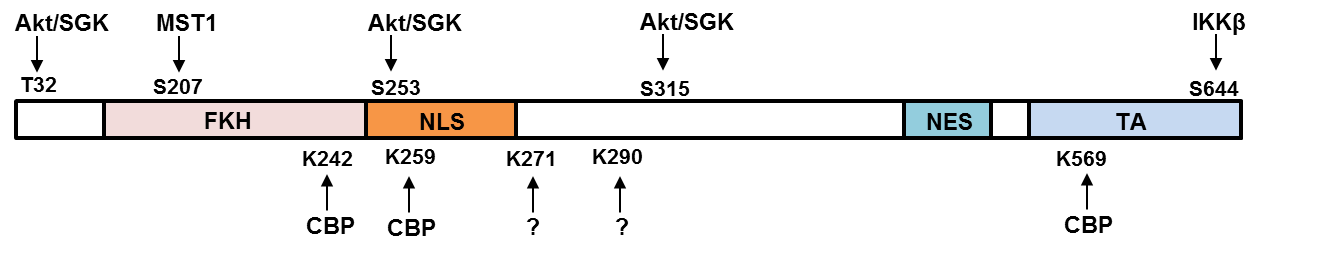 Akt/SGK MST1 Akt/SGK Akt/SGK IKKβ
T32 S207 S253 S315 S644
FKH NLS NES TA
K242 K259 K271 K290 K569
CBP CBP ? ? CBP